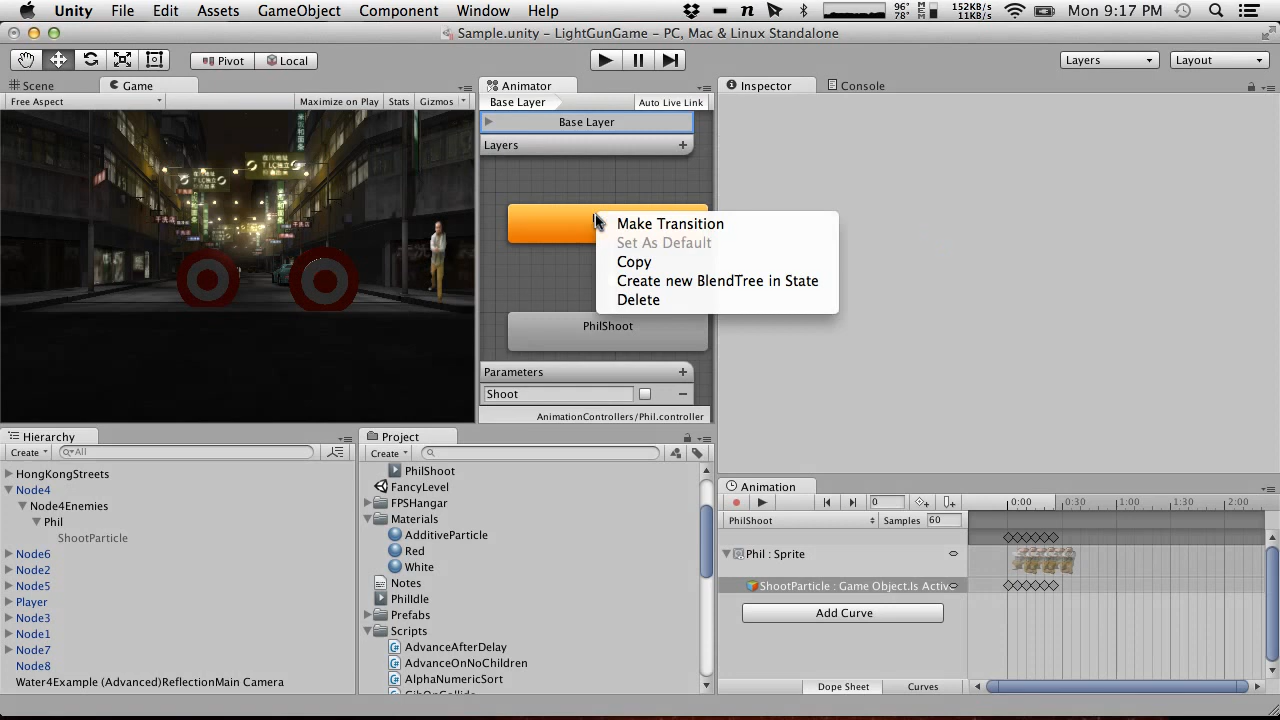 Unity File Edit Assets GameObject Component Window Help 96° 78° 152KB/s 11KB/s Mon 9:17 PM
Sample.unity - LightGunGame - PC, Mac & Linux Standalone
Pivot Local Layers Layout
Scene Game Animator Inspector Console
Free Aspect Maximize on Play Stats Gizmos Base Layer Auto Live Link
Base Layer
Layers
Make Transition
Set As Default
Copy
Create new BlendTree in State
Delete
PhilShoot
Parameters
Shoot
AnimationControllers/Phil.controller
Hierarchy
Create All
HongKongStreets
Node4
Node4Enemies
Phil
ShootParticle
Node6
Node2
Node5
Player
Node3
Node1
Node7
Node8
Water4Example (Advanced)ReflectionMain Camera
Project
Create
PhilShoot
FancyLevel
FPSHangar
Materials
AdditiveParticle
Red
White
Notes
PhilIdle
Prefabs
Scripts
AdvanceAfterDelay
AdvanceOnNoChildren
AlphaNumericSort
GibOnCollide
Animation
0 0:00 0:30 1:00 1:30 2:00
PhilShoot Samples 60
Phil : Sprite
ShootParticle : Game Object.Is Activ
Add Curve
Dope Sheet Curves